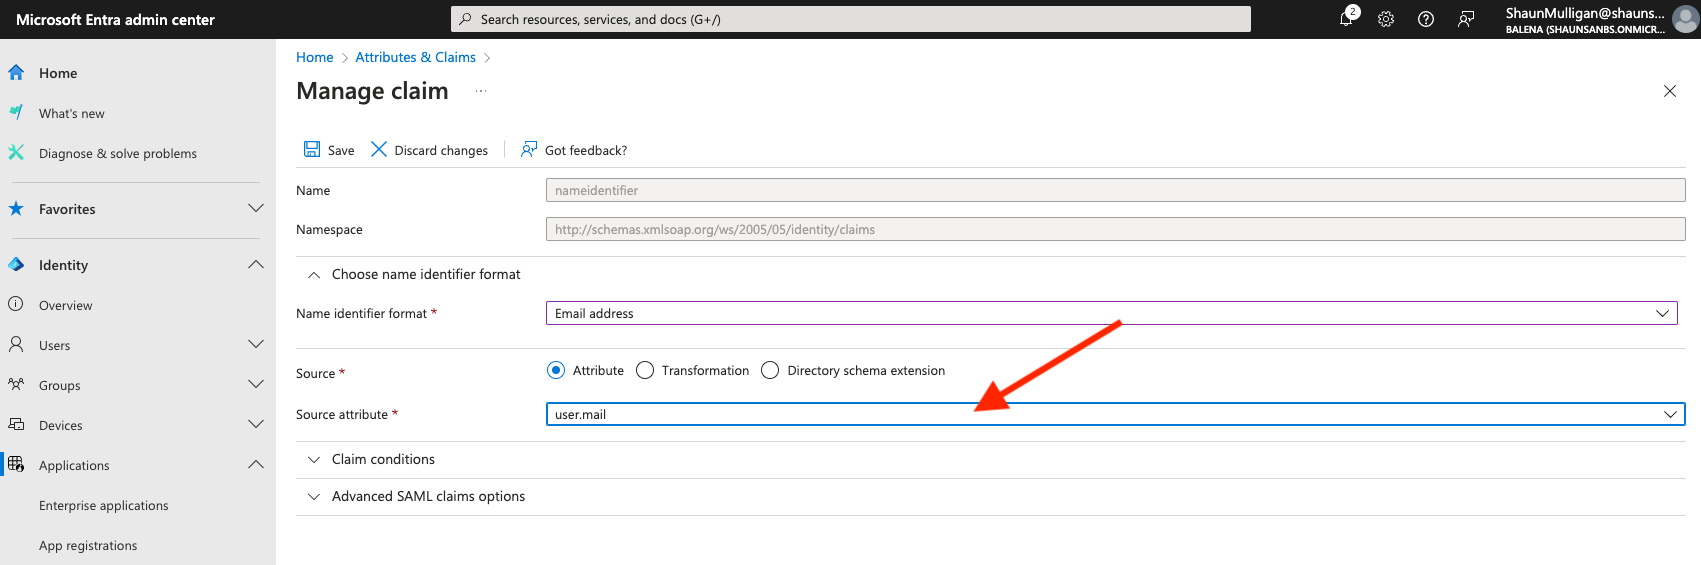 Microsoft Entra admin center
Search resources, services, and docs (G+/)
2
ShaunMulligan@shauns...
BALENA (SHAUNSANBS.ONMICR...
Home
What's new
Diagnose & solve problems
Favorites
Identity
Overview
Users
Groups
Devices
Applications
Enterprise applications
App registrations
Home > Attributes & Claims >
Manage claim ...
Save Discard changes Got feedback?
Name nameidentifier
Namespace http://schemas.xmlsoap.org/ws/2005/05/identity/claims
Choose name identifier format
Name identifier format * Email address
Source * Attribute Transformation Directory schema extension
Source attribute * user.mail
Claim conditions
Advanced SAML claims options